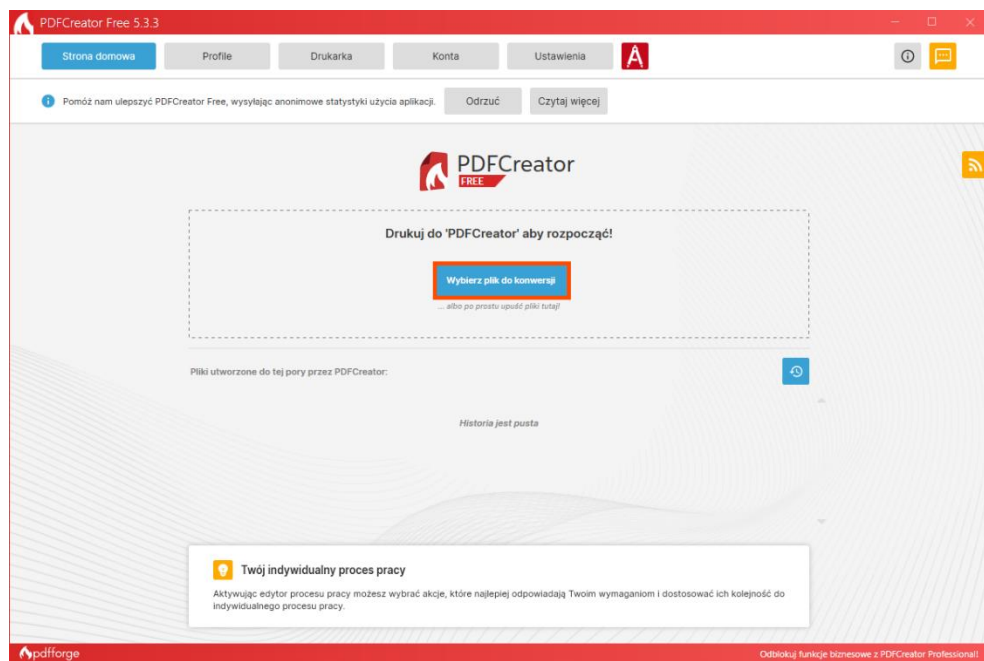 PDFCreator Free 5.3.3
Strona domowa
Profile
Drukarka
Konta
Ustawienia
Pomóż nam ulepszyć PDFCreator Free, wysyłając anonimowe statystyki użycia aplikacji.
Odrzuć
Czytaj więcej
PDFCreator
FREE
Drukuj do 'PDFCreator' aby rozpocząć!
Wybierz plik do konwersji
... albo po prostu upuść pliki tutaj!
Pliki utworzone do tej pory przez PDFCreator:
Historia jest pusta
Twój indywidualny proces pracy
Aktywując edytor procesu pracy możesz wybrać akcje, które najlepiej odpowiadają Twoim wymaganiom i dostosować ich kolejność do
indywidualnego procesu pracy.
pdfforge
Odblokuj funkcje biznesowe z PDFCreator Professional!